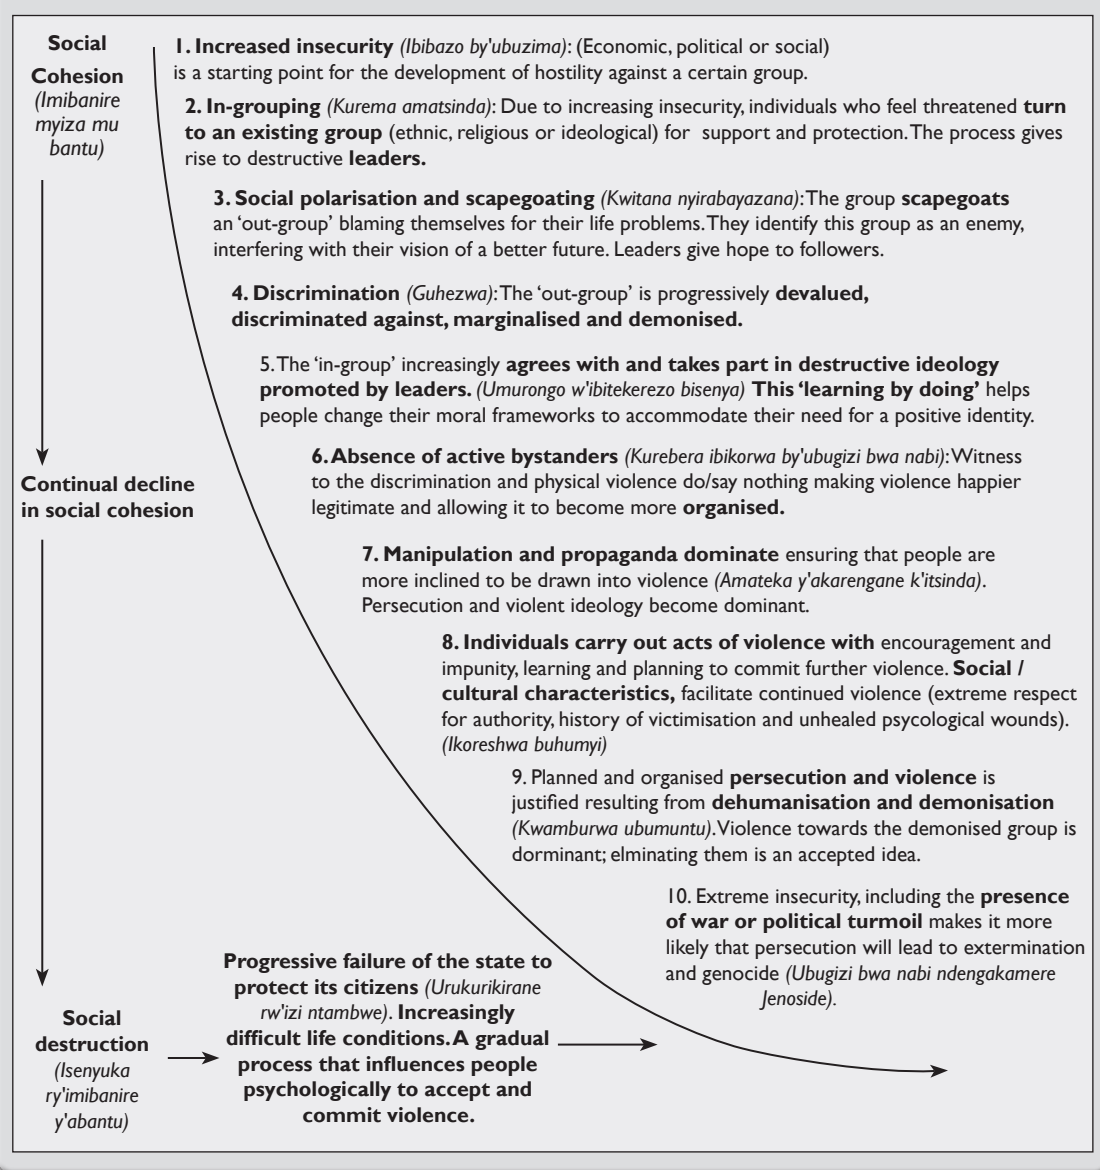 Social
Cohesion
(Imibanire
myiza mu
bantu)
1. Increased insecurity (Ibibazo by'ubuzima): (Economic, political or social)
is a starting point for the development of hostility against a certain group.
2. In-grouping (Kurema amatsinda): Due to increasing insecurity, individuals who feel threatened turn
to an existing group (ethnic, religious or ideological) for support and protection. The process gives
rise to destructive leaders.
3. Social polarisation and scapegoating (Kwitana nyirabayazana): The group scapegoats
an ‘out-group’ blaming themselves for their life problems. They identify this group as an enemy,
interfering with their vision of a better future. Leaders give hope to followers.
4. Discrimination (Guhezwa): The ‘out-group’ is progressively devalued,
discriminated against, marginalised and demonised.
5. The ‘in-group’ increasingly agrees with and takes part in destructive ideology
promoted by leaders. (Umurongo w'ibitekerezo bisenya) This ‘learning by doing’ helps
people change their moral frameworks to accommodate their need for a positive identity.
6. Absence of active bystanders (Kurebera ibikorwa by'ubugizi bwa nabi): Witness
to the discrimination and physical violence do/say nothing making violence happier
legitimate and allowing it to become more organised.
Continual decline
in social cohesion
7. Manipulation and propaganda dominate ensuring that people are
more inclined to be drawn into violence (Amateka y'akarengane k'itsinda).
Persecution and violent ideology become dominant.
8. Individuals carry out acts of violence with encouragement and
impunity, learning and planning to commit further violence. Social /
cultural characteristics, facilitate continued violence (extreme respect
for authority, history of victimisation and unhealed psycological wounds).
(Ikoreshwa buhumyi)
9. Planned and organised persecution and violence is
justified resulting from dehumanisation and demonisation
(Kwamburwa ubumuntu). Violence towards the demonised group is
dorminant; elminating them is an accepted idea.
10. Extreme insecurity, including the presence
of war or political turmoil makes it more
likely that persecution will lead to extermination
and genocide (Ubugizi bwa nabi ndengakamere
Jenoside).
Social
destruction
(Isenyuka
ry'imibanire
y'abantu)
Progressive failure of the state to
protect its citizens (Urukurikirane
rw'izi ntambwe). Increasingly
difficult life conditions. A gradual
process that influences people
psychologically to accept and
commit violence.